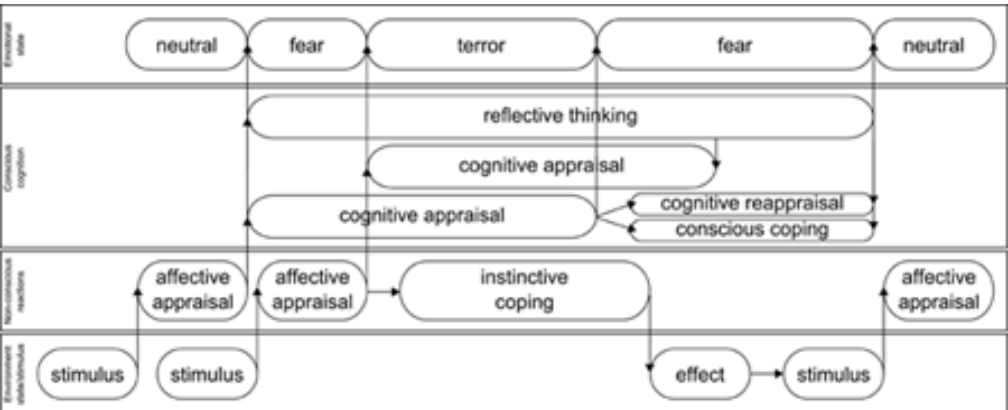 Emotional
state
neutral
fear
terror
fear
neutral
Conscious
cognition
reflective thinking
cognitive appraisal
cognitive appraisal
cognitive reappraisal
conscious coping
Non-conscious
reactions
affective
appraisal
affective
appraisal
instinctive
coping
affective
appraisal
Environment
state/stimulus
stimulus
stimulus
effect
stimulus